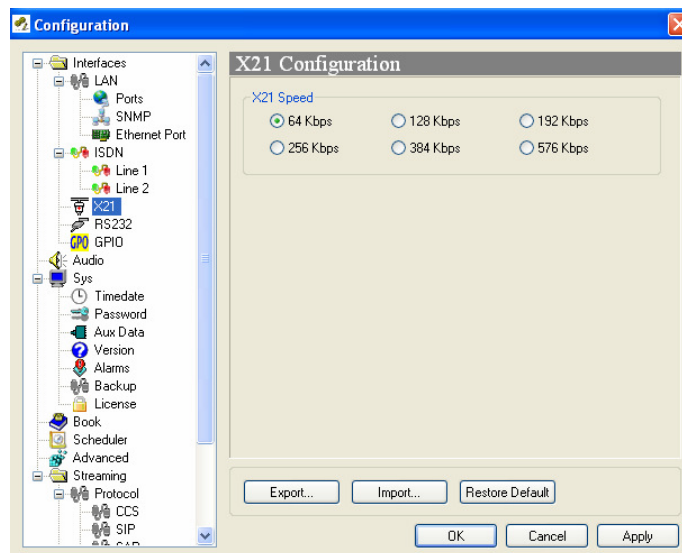 Configuration
Interfaces
LAN
Ports
SNMP
Ethernet Port
ISDN
Line 1
Line 2
X21
RS232
GPO GPIO
Audio
Sys
Timedate
Password
Aux Data
Version
Alarms
Backup
License
Book
Scheduler
Advanced
Streaming
Protocol
CCS
SIP
X21 Configuration
X21 Speed
64 Kbps 128 Kbps 192 Kbps
256 Kbps 384 Kbps 576 Kbps
Export... Import... Restore Default
OK Cancel Apply